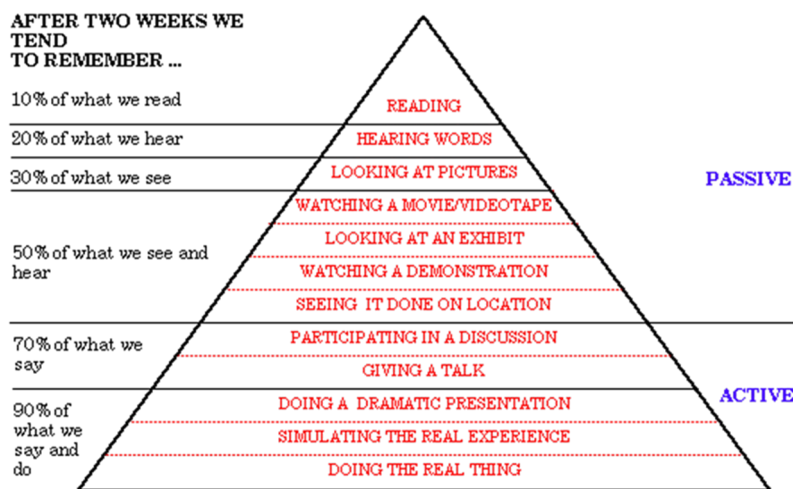 AFTER TWO WEEKS WE
TEND
TO REMEMBER ...
10% of what we read
READING
20% of what we hear
HEARING WORDS
30% of what we see
LOOKING AT PICTURES
PASSIVE
WATCHING A MOVIE/VIDEOTAPE
LOOKING AT AN EXHIBIT
50% of what we see and
hear
WATCHING A DEMONSTRATION
SEEING IT DONE ON LOCATION
PARTICIPATING IN A DISCUSSION
70% of what we
say
GIVING A TALK
ACTIVE
90% of
what we
say and
do
DOING A DRAMATIC PRESENTATION
SIMULATING THE REAL EXPERIENCE
DOING THE REAL THING